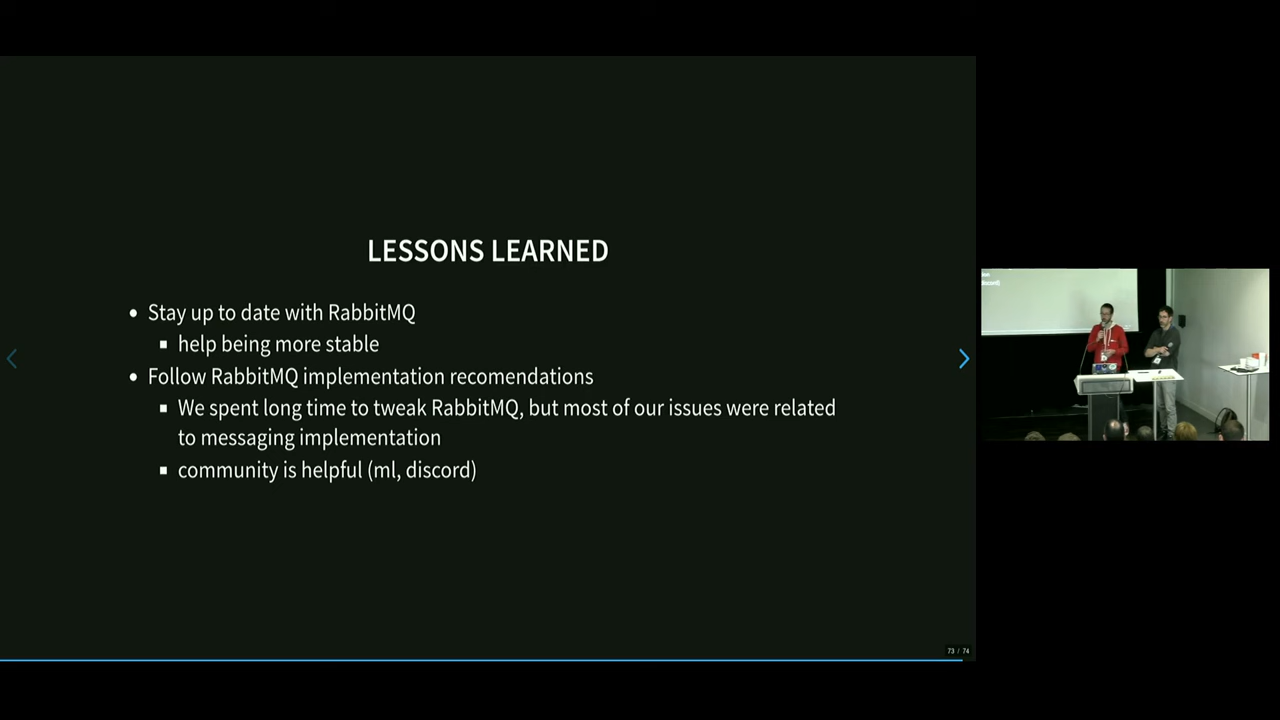 LESSONS LEARNED
• Stay up to date with RabbitMQ
▪ help being more stable
• Follow RabbitMQ implementation recomendations
▪ We spent long time to tweak RabbitMQ, but most of our issues were related
to messaging implementation
▪ community is helpful (ml, discord)
73 / 74